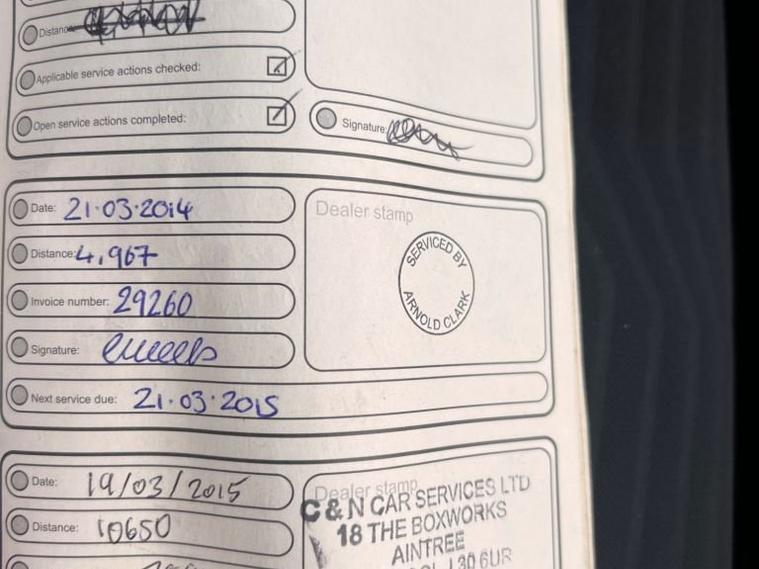 Distance
Applicable service actions checked:
Open service actions completed:
Signature:
Date: 21.03.2014
Dealer stamp
Distance: 4,967
SERVICED BY
ARNOLD CLARK
Invoice number: 29260
Signature:
Next service due: 21.03.2015
Date: 19/03/2015
Dealer stamp
Distance: 10650
C & N CAR SERVICES LTD
18 THE BOXWORKS
AINTREE
L30 6UR